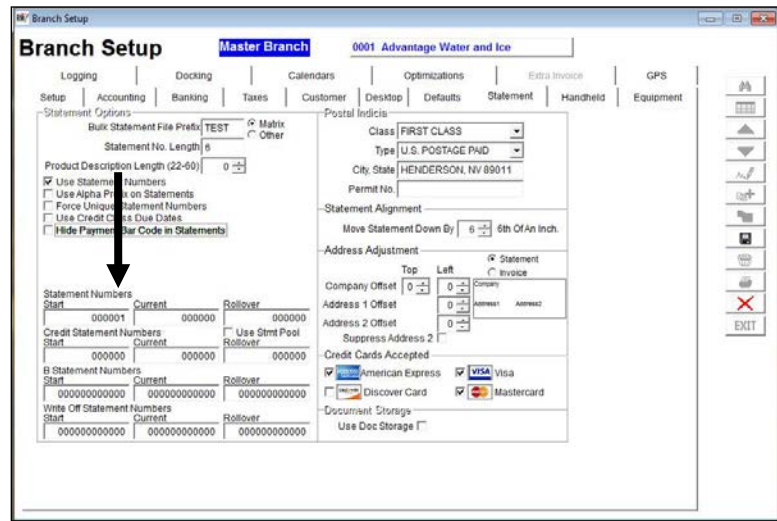 Branch Setup
Branch Setup
Master Branch
0001 Advantage Water and Ice
Logging Docking Calendars Optimizations Extra Invoice GPS
Setup Accounting Banking Taxes Customer Desktop Defaults Statement Handheld Equipment
Statement Options
Bulk Statement File Prefix TEST Matrix
Other
Statement No. Length 6
Product Description Length (22-60) 0
Use Statement Numbers
Use Alpha Prefix on Statements
Force Unique Statement Numbers
Use Credit Class Due Dates
Hide Payment Bar Code in Statements
Statement Numbers
Start Current Rollover
000001 000000 000000
Credit Statement Numbers Use Stmt Pool
Start Current Rollover
000000 000000 000000
B Statement Numbers
Start Current Rollover
000000000000 000000000000 000000000000
Write Off Statement Numbers
Start Current Rollover
000000000000 000000000000 000000000000
Postal Indicia
Class FIRST CLASS
Type U.S. POSTAGE PAID
City, State HENDERSON, NV 89011
Permit No.
Statement Alignment
Move Statement Down By 6 6th Of An Inch.
Address Adjustment
Statement
Top Left Invoice
Company Offset 0 0 Company
Address 1 Offset 0 Address1 Address2
Address 2 Offset 0
Suppress Address 2
Credit Cards Accepted
American Express VISA Visa
Discover Card Mastercard
Document Storage
Use Doc Storage
EXIT